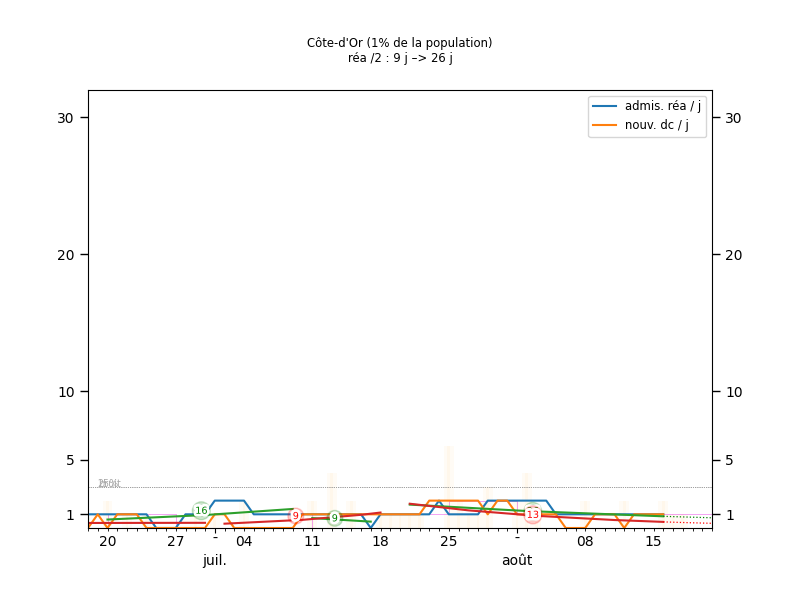 Côte-d'Or (1% de la population)
réa /2 : 9 j –> 26 j
admis. réa / j
nouv. dc / j
30 30
20 20
10 10
5 5
1 1
16 9 9 13
20 27 - 04 11 18 25 - 08 15
juil. août